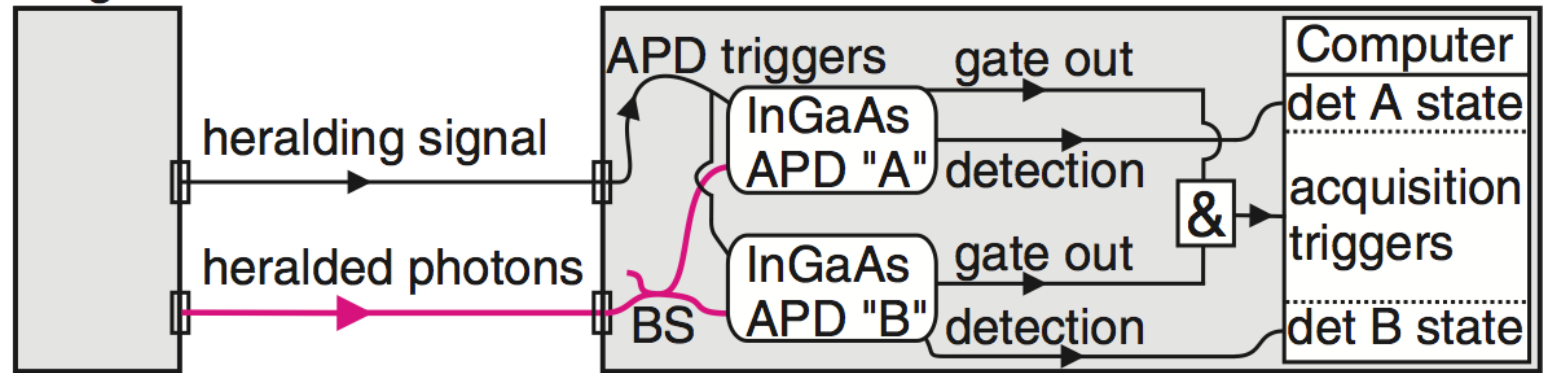 heralding signal
heralded photons
APD triggers
BS
InGaAs
APD "A"
InGaAs
APD "B"
gate out
detection
gate out
detection
&
Computer
det A state
acquisition
triggers
det B state